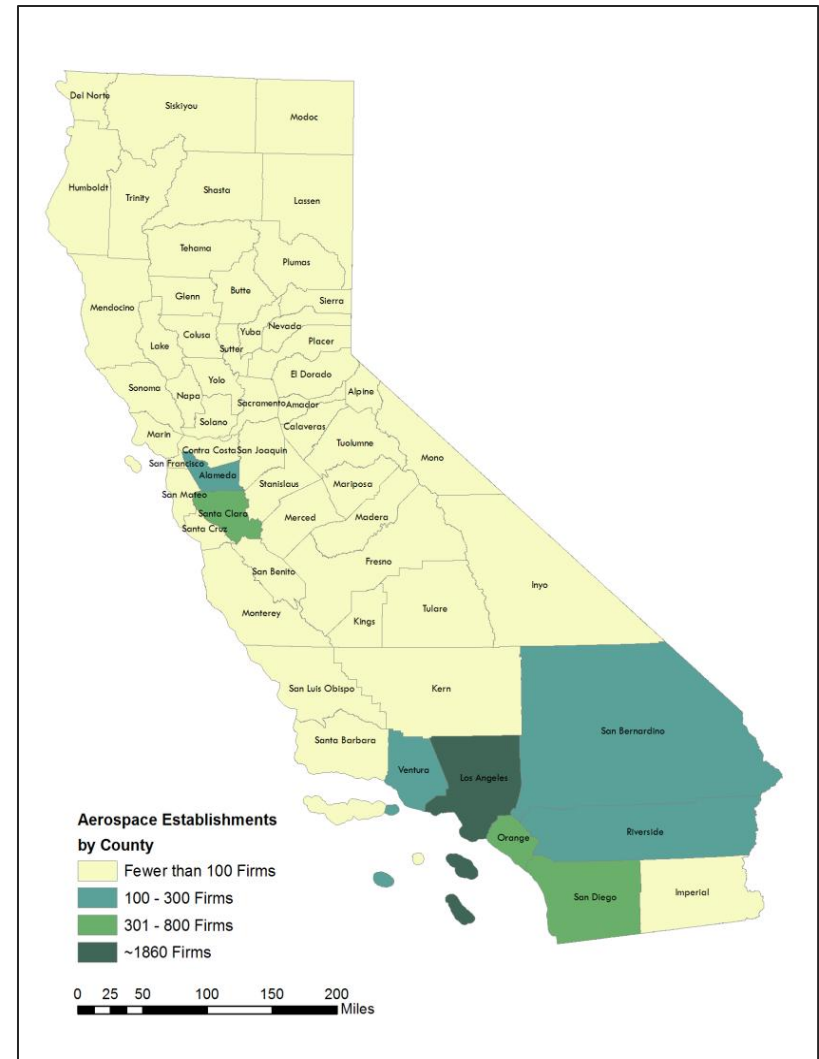 Del Norte
Siskiyou
Modoc
Humboldt
Trinity
Shasta
Lassen
Tehama
Plumas
Glenn
Butte
Sierra
Mendocino
Lake
Colusa
Sutter
Yuba
Nevada
Placer
El Dorado
Sonoma
Napa
Yolo
Sacramento
Amador
Alpine
Solano
Marin
Calaveras
Contra Costa
San Joaquin
Tuolumne
Mono
San Francisco
Alameda
Stanislaus
Mariposa
San Mateo
Santa Clara
Merced
Madera
Santa Cruz
Fresno
San Benito
Inyo
Monterey
Kings
Tulare
San Luis Obispo
Kern
Santa Barbara
San Bernardino
Ventura
Los Angeles
Orange
Riverside
San Diego
Imperial
Aerospace Establishments
by County
Fewer than 100 Firms
100 - 300 Firms
301 - 800 Firms
~1860 Firms
0 25 50 100 150 200
Miles